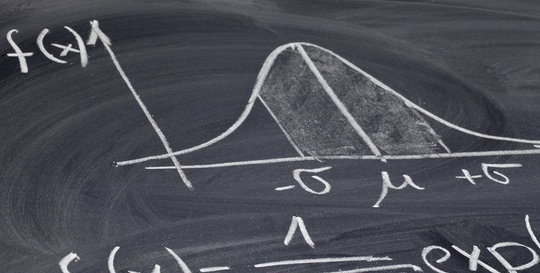 f(x)
-σ μ +σ
f(x) = 1 exp(